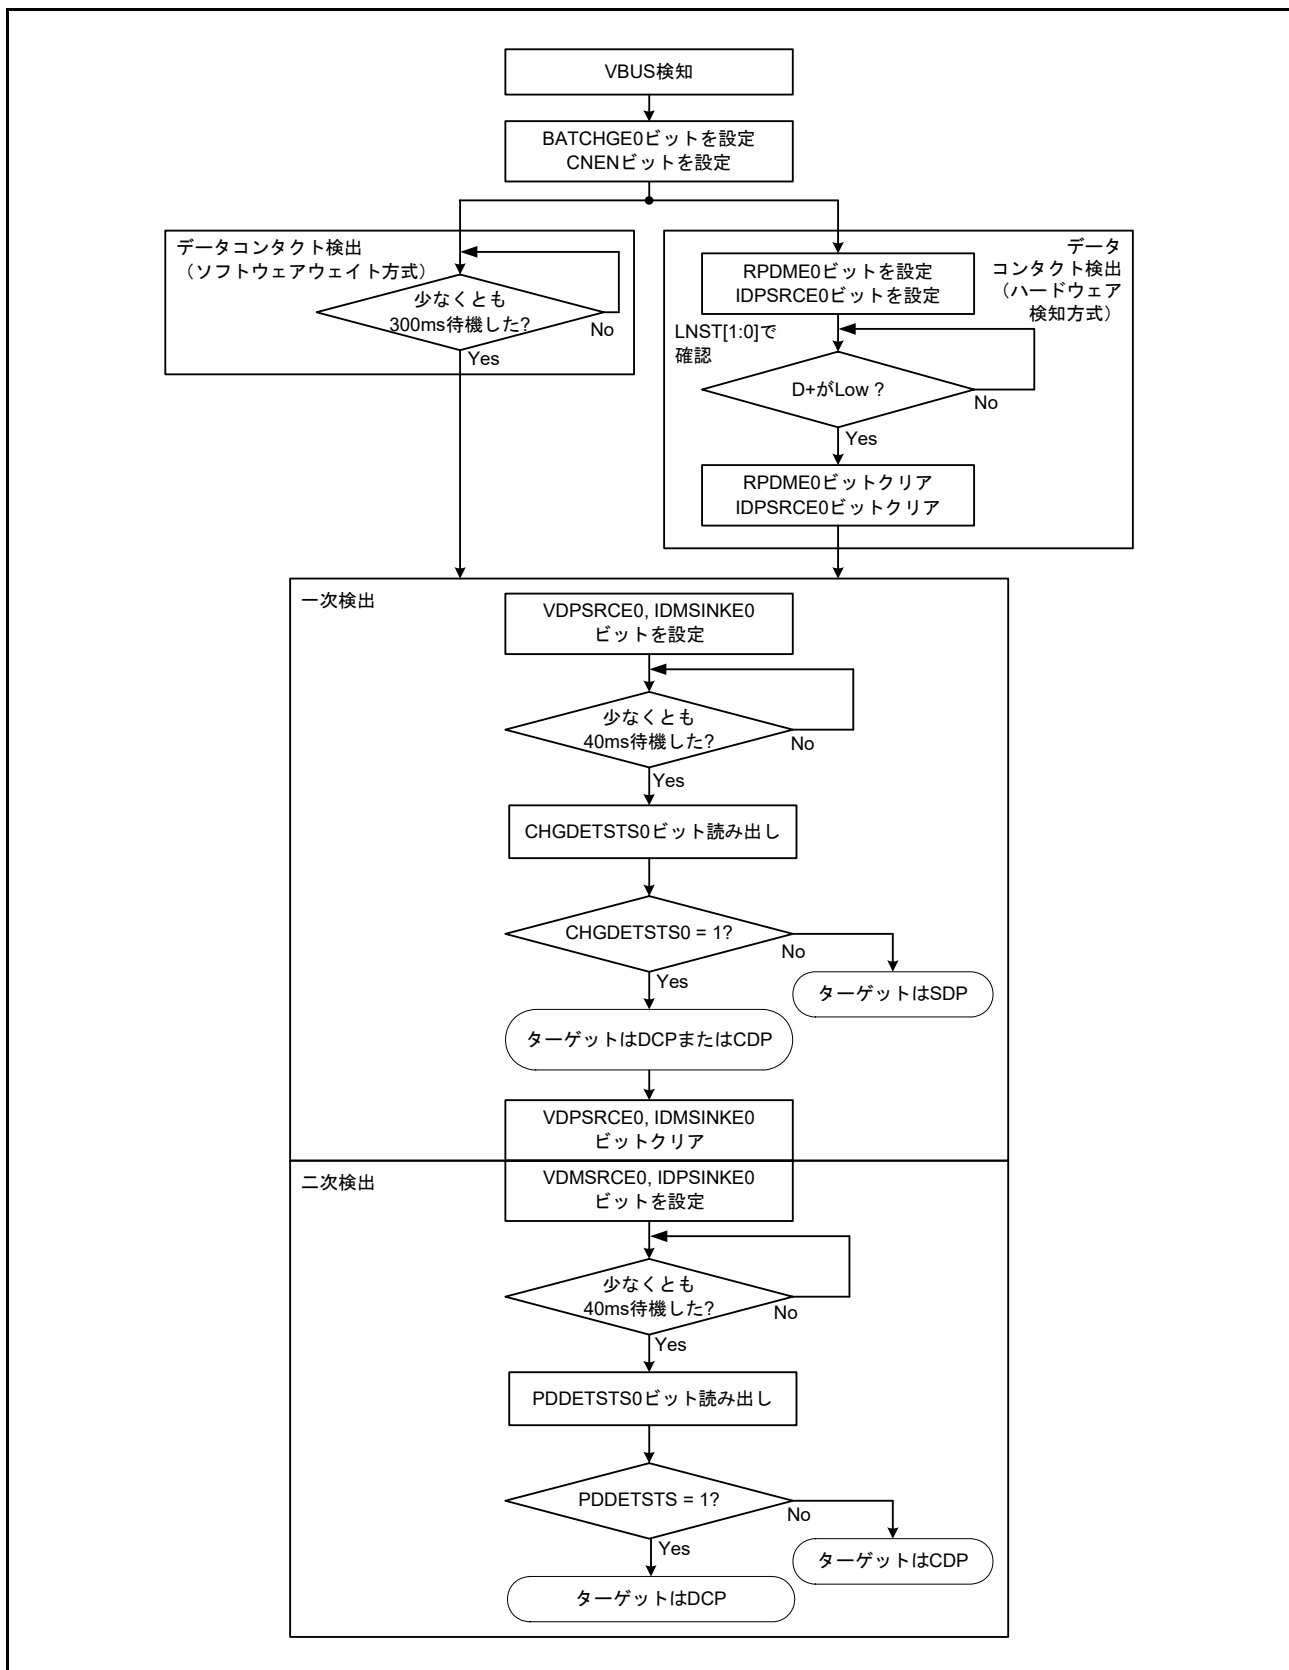 VBUS検知
BATCHGE0ビットを設定
CNENビットを設定
データコンタクト検出
（ソフトウェアウェイト方式）
少なくとも
300ms待機した?
No
Yes
データ
コンタクト検出
（ハードウェア
検知方式）
RPDME0ビットを設定
IDPSRCE0ビットを設定
LNST[1:0]で
確認
D+がLow ?
No
Yes
RPDME0ビットクリア
IDPSRCE0ビットクリア
一次検出
VDPSRCE0, IDMSINKE0
ビットを設定
少なくとも
40ms待機した?
No
Yes
CHGDETSTS0ビット読み出し
CHGDETSTS0 = 1?
No
Yes
ターゲットはSDP
ターゲットはDCPまたはCDP
VDPSRCE0, IDMSINKE0
ビットクリア
二次検出
VDMSRCE0, IDPSINKE0
ビットを設定
少なくとも
40ms待機した?
No
Yes
PDDETSTS0ビット読み出し
PDDETSTS = 1?
No
Yes
ターゲットはCDP
ターゲットはDCP